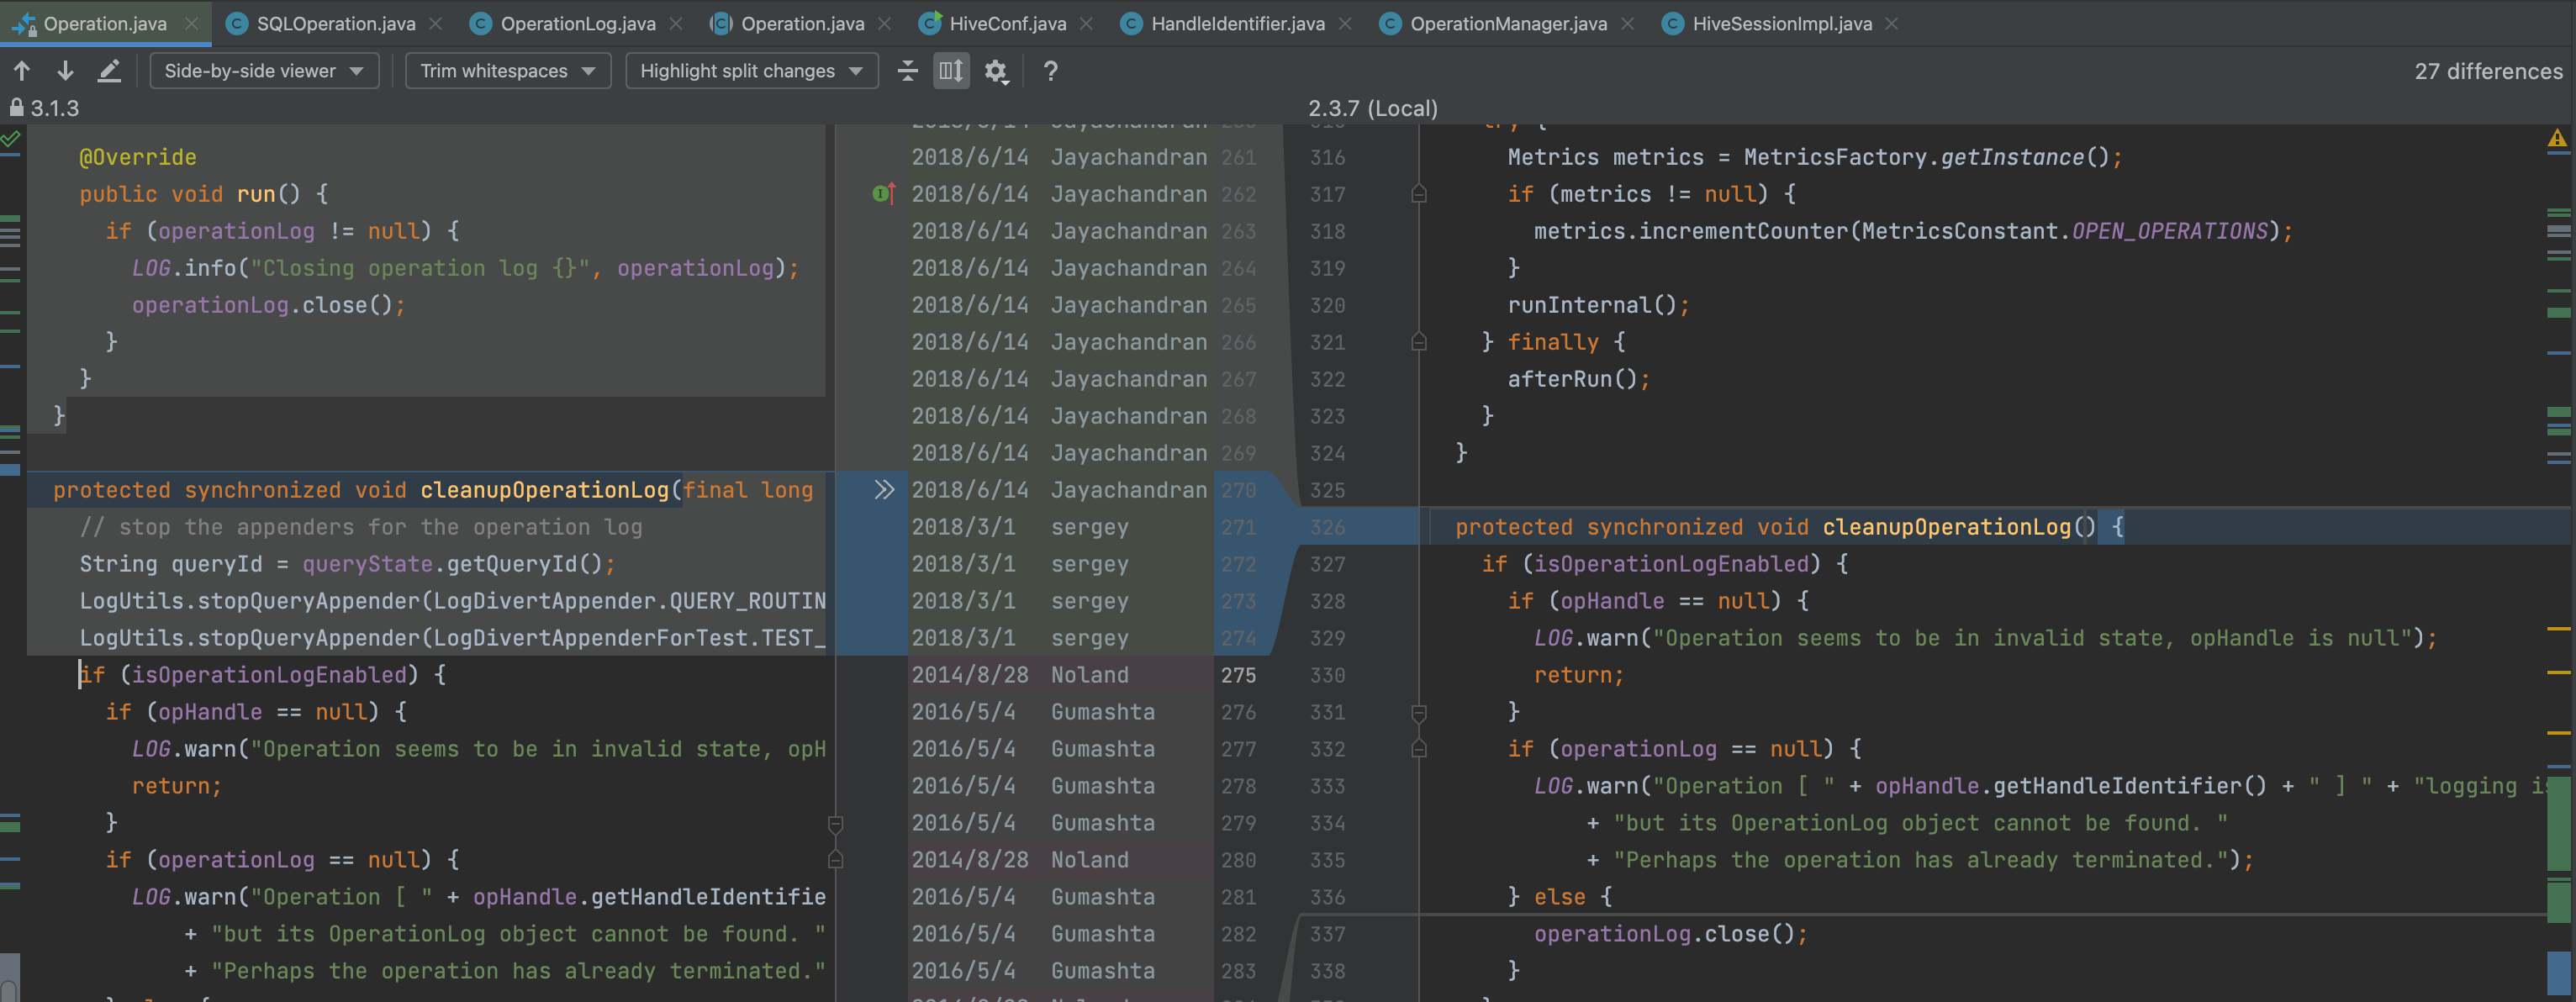 Operation.java SQLOperation.java OperationLog.java Operation.java HiveConf.java HandleIdentifier.java OperationManager.java HiveSessionImpl.java
Side-by-side viewer Trim whitespaces Highlight split changes ? 27 differences
3.1.3
@Override
public void run() {
if (operationLog != null) {
LOG.info("Closing operation log {}", operationLog);
operationLog.close();
}
}
}
protected synchronized void cleanupOperationLog(final long
// stop the appenders for the operation log
String queryId = queryState.getQueryId();
LogUtils.stopQueryAppender(LogDivertAppender.QUERY_ROUTIN
LogUtils.stopQueryAppender(LogDivertAppenderForTest.TEST_
if (isOperationLogEnabled) {
if (opHandle == null) {
LOG.warn("Operation seems to be in invalid state, opH
return;
}
if (operationLog == null) {
LOG.warn("Operation [ " + opHandle.getHandleIdentifie
+ "but its OperationLog object cannot be found. "
+ "Perhaps the operation has already terminated."
2018/6/14 Jayachandran 261
2018/6/14 Jayachandran 262
2018/6/14 Jayachandran 263
2018/6/14 Jayachandran 264
2018/6/14 Jayachandran 265
2018/6/14 Jayachandran 266
2018/6/14 Jayachandran 267
2018/6/14 Jayachandran 268
2018/6/14 Jayachandran 269
2018/6/14 Jayachandran 270
2018/3/1 sergey 271
2018/3/1 sergey 272
2018/3/1 sergey 273
2018/3/1 sergey 274
2014/8/28 Noland 275
2016/5/4 Gumashta 276
2016/5/4 Gumashta 277
2016/5/4 Gumashta 278
2016/5/4 Gumashta 279
2014/8/28 Noland 280
2016/5/4 Gumashta 281
2016/5/4 Gumashta 282
2016/5/4 Gumashta 283
2.3.7 (Local)
try {
316 Metrics metrics = MetricsFactory.getInstance();
317 if (metrics != null) {
318 metrics.incrementCounter(MetricsConstant.OPEN_OPERATIONS);
319 }
320 runInternal();
321 } finally {
322 afterRun();
323 }
324 }
325
326 protected synchronized void cleanupOperationLog() {
327 if (isOperationLogEnabled) {
328 if (opHandle == null) {
329 LOG.warn("Operation seems to be in invalid state, opHandle is null");
330 return;
331 }
332 if (operationLog == null) {
333 LOG.warn("Operation [ " + opHandle.getHandleIdentifier() + " ] " + "logging is
334 + "but its OperationLog object cannot be found. "
335 + "Perhaps the operation has already terminated.");
336 } else {
337 operationLog.close();
338 }